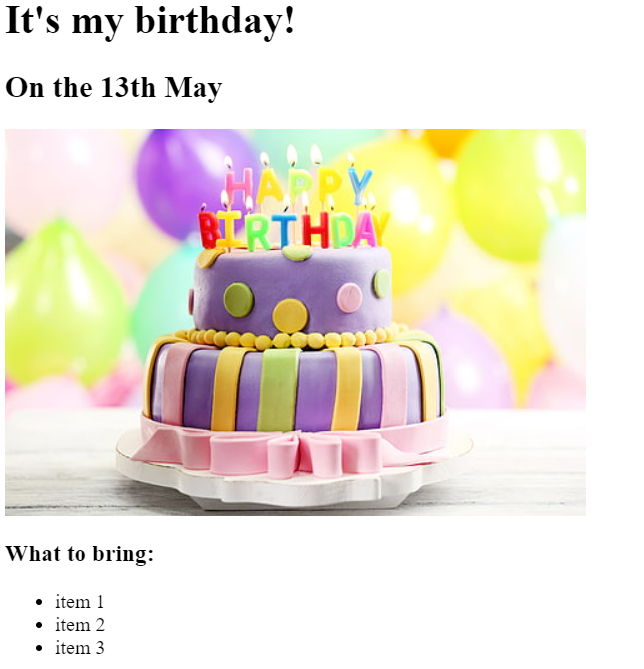 It's my birthday!
On the 13th May
HAPPY
BIRTHDAY
What to bring:
item 1
item 2
item 3